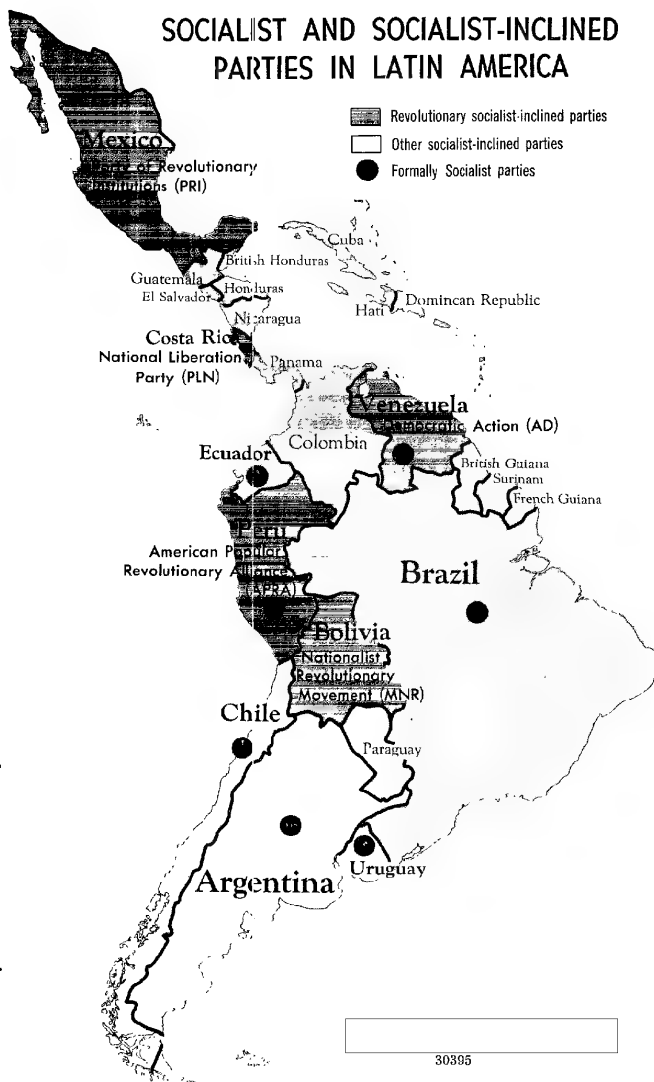 SOCIALIST AND SOCIALIST-INCLINED
PARTIES IN LATIN AMERICA
Revolutionary socialist-inclined parties
Other socialist-inclined parties
Formally Socialist parties
Mexico
Party of Revolutionary
Institutions (PRI)
Cuba
British Honduras
Guatemala
Honduras
El Salvador
Hati
Domincan Republic
Nicaragua
Costa Rica
National Liberation
Party (PLN)
Panama
Venezuela
Democratic Action (AD)
Colombia
Ecuador
British Guiana
Surinam
French Guiana
Peru
American Popular
Revolutionary Alliance
(APRA)
Brazil
Bolivia
Nationalist
Revolutionary
Movement (MNR)
Chile
Paraguay
Uruguay
Argentina
30395